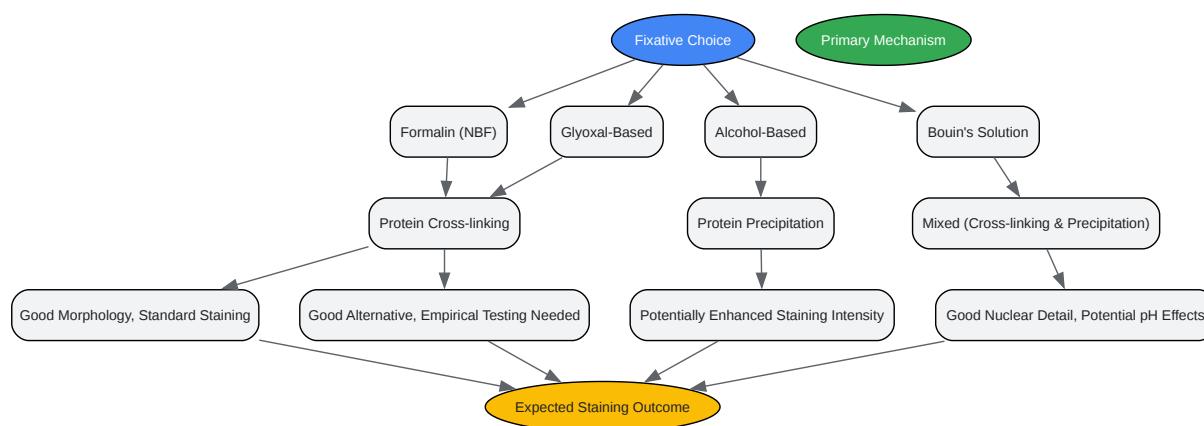 Fixative Choice
Primary Mechanism
Formalin (NBF)
Glyoxal-Based
Alcohol-Based
Bouin's Solution
Protein Cross-linking
Protein Precipitation
Mixed (Cross-linking & Precipitation)
Good Morphology, Standard Staining
Good Alternative, Empirical Testing Needed
Potentially Enhanced Staining Intensity
Good Nuclear Detail, Potential pH Effects
Expected Staining Outcome